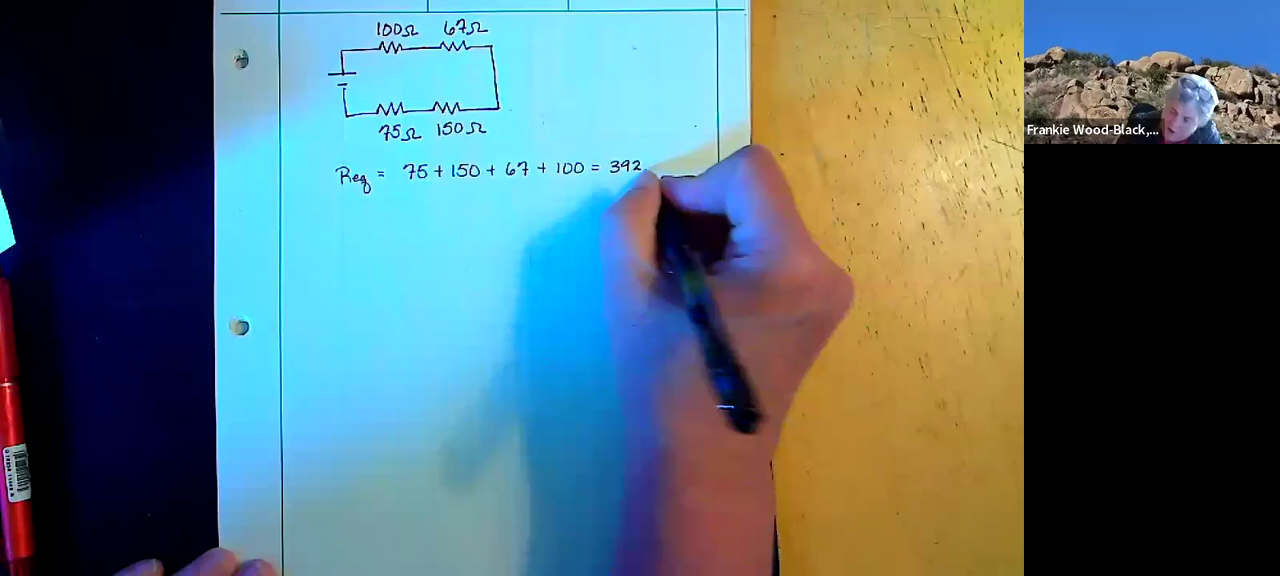 100Ω 67Ω
75Ω 150Ω
Req = 75 + 150 + 67 + 100 = 392
Frankie Wood-Black,...